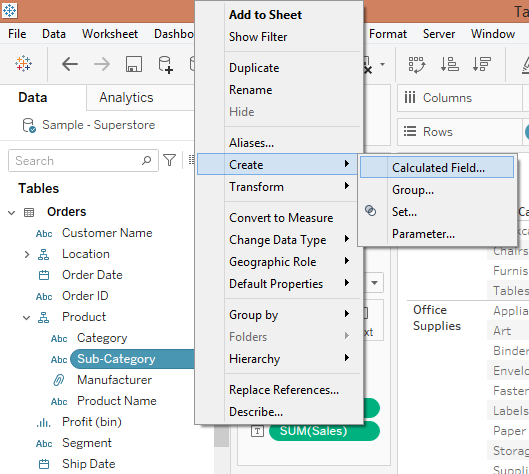 Ta
File Data Worksheet Dashbo Format Server Window
Data Analytics
Sample - Superstore
Search
Tables
Orders
Abc Customer Name
Location
Order Date
Abc Order ID
Product
Abc Category
Abc Sub-Category
Manufacturer
Abc Product Name
Profit (bin)
Abc Segment
Ship Date
Add to Sheet
Show Filter
Duplicate
Rename
Hide
Aliases...
Create
Transform
Convert to Measure
Change Data Type
Geographic Role
Default Properties
Group by
Folders
Hierarchy
Replace References...
Describe...
Calculated Field...
Group...
Set...
Parameter...
xt
T SUM(Sales)
Columns
Rows
Ca
Chairs
Furnis
Tables
Office
Supplies
Applia
Art
Binder
Envelo
Fasten
Labels
Paper
Storag
Suppli